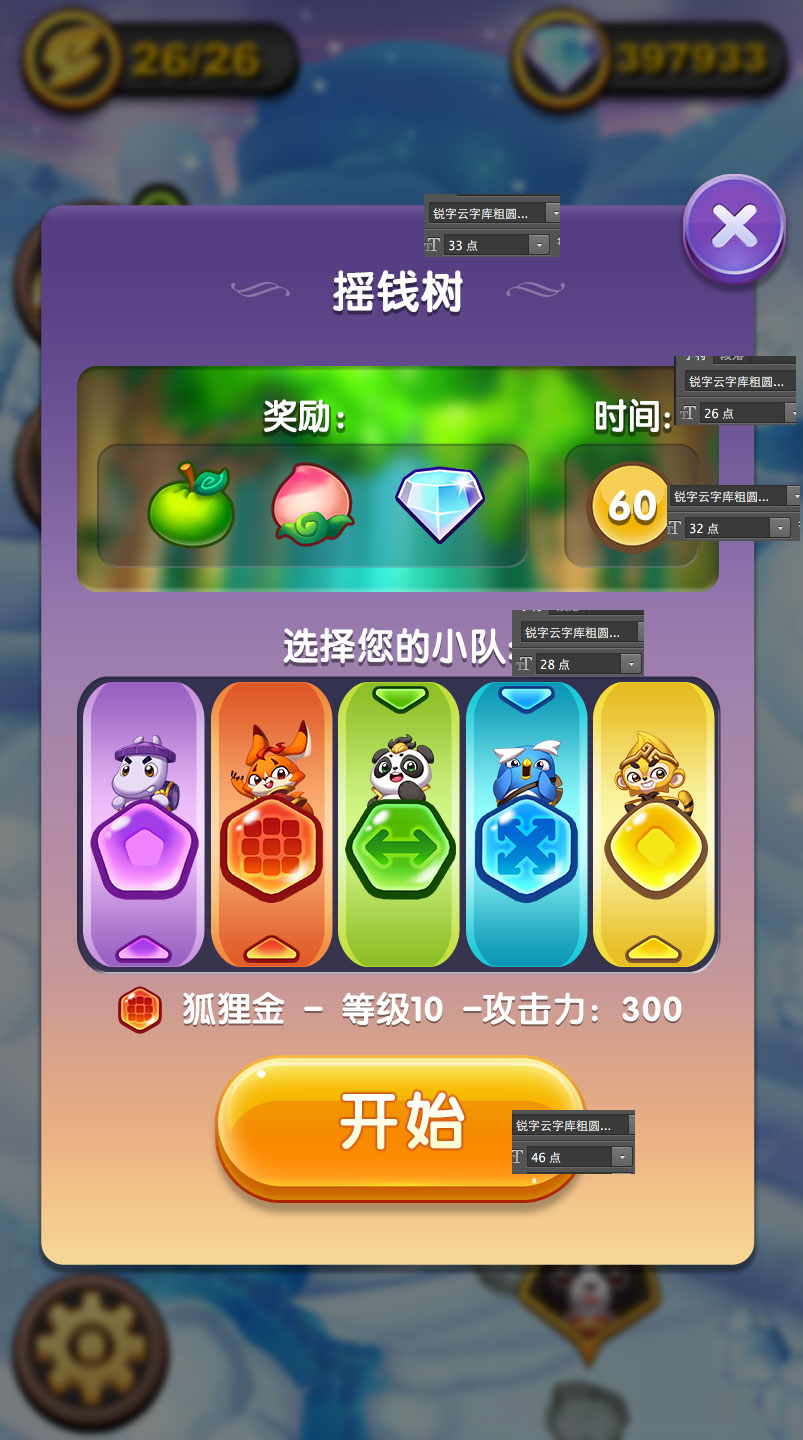 26/26
397933
锐字云字库粗圆...
33 点
摇钱树
锐字云字库粗圆...
26 点
奖励：
时间：
60
锐字云字库粗圆...
32 点
选择您的小队：
锐字云字库粗圆...
28 点
狐狸金 - 等级10 -攻击力：300
开始
锐字云字库粗圆...
46 点